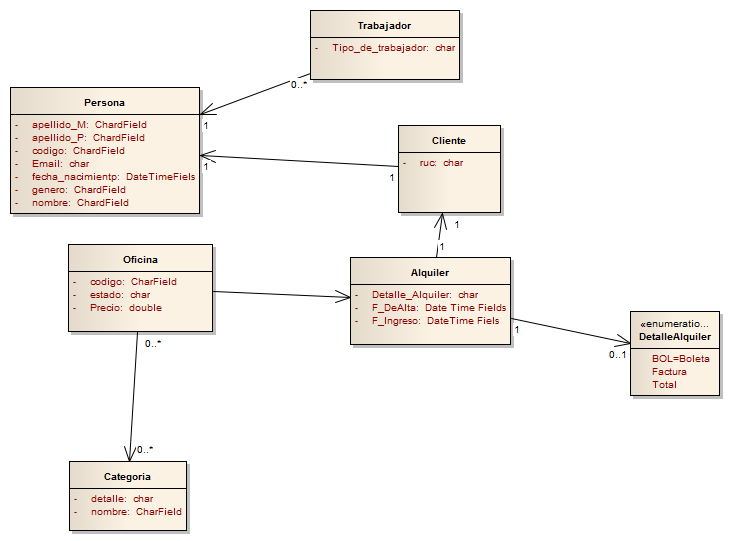 Trabajador
- Tipo_de_trabajador: char
0..*
Persona
- apellido_M: ChardField
- apellido_P: ChardField
- codigo: ChardField
- Email: char
- fecha_nacimientp: DateTimeFiels
- genero: ChardField
- nombre: ChardField
1
1
Cliente
- ruc: char
1
1
1
Oficina
- codigo: CharField
- estado: char
- Precio: double
0..*
Alquiler
- Detalle_Alquiler: char
- F_DeAlta: Date Time Fields
- F_Ingreso: DateTime Fiels
1
0..1
«enumeratio...
DetalleAlquiler
BOL=Boleta
Factura
Total
0..*
Categoria
- detalle: char
- nombre: CharField